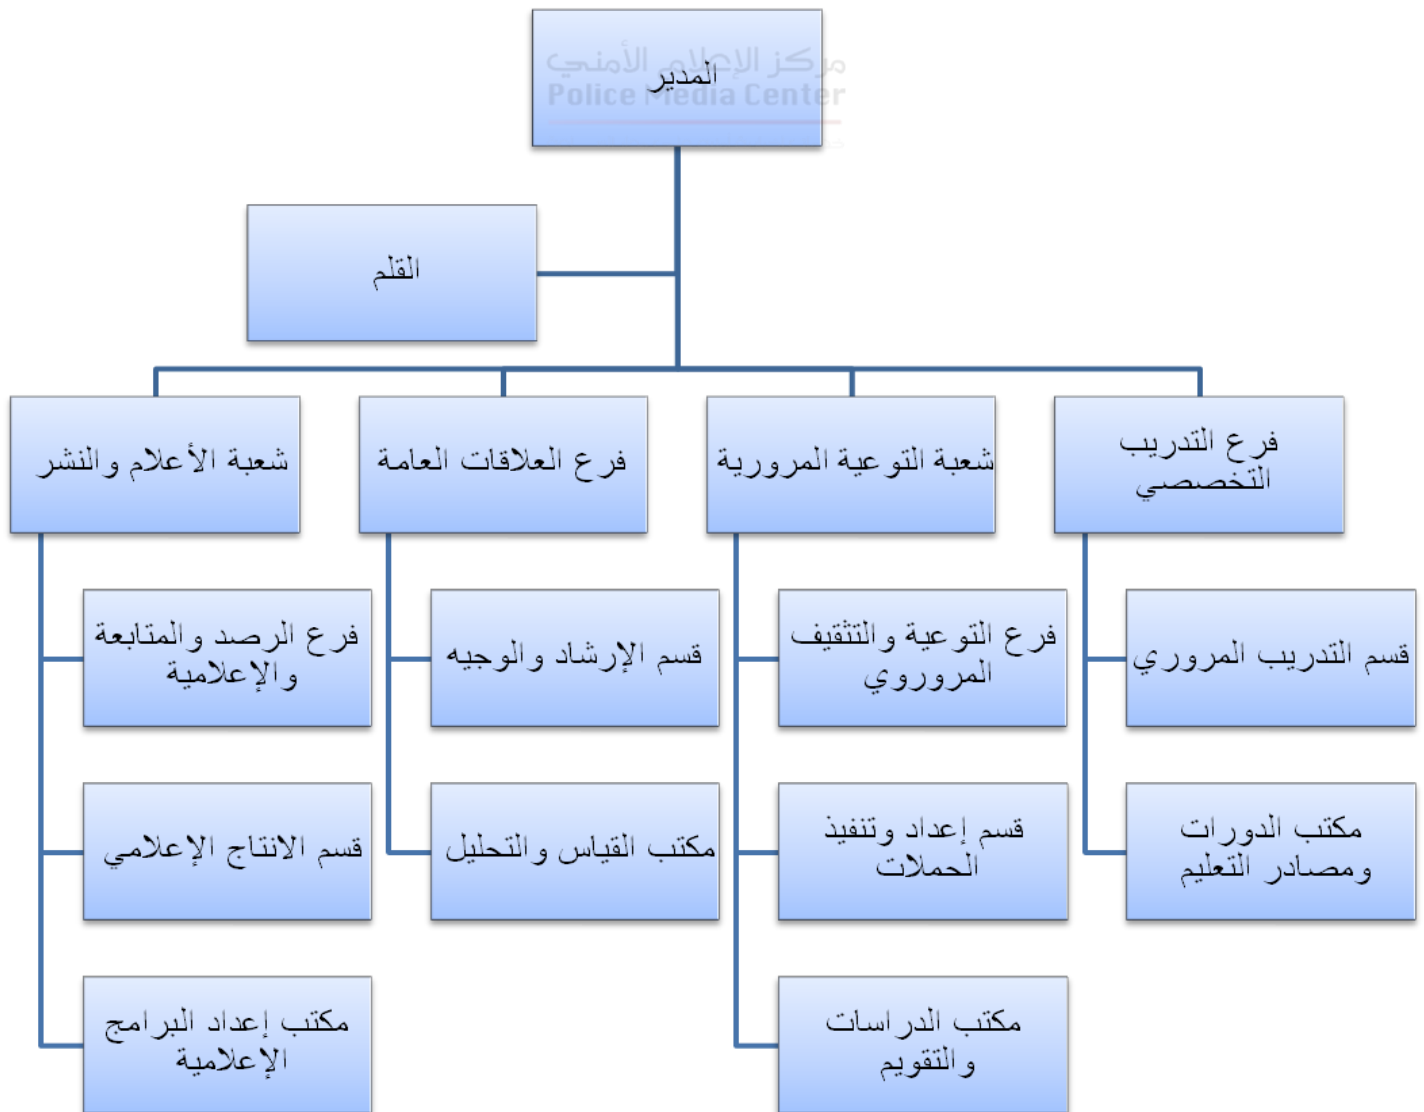 مركز الإعلام الأمني
Police Media Center
المدير
القلم
فرع التدريب
التخصصي
شعبة التوعية المرورية
فرع العلاقات العامة
شعبة الأعلام والنشر
قسم التدريب المروري
فرع التوعية والتثقيف
المروروي
قسم الإرشاد والوجيه
فرع الرصد والمتابعة
والإعلامية
مكتب الدورات
ومصادر التعليم
قسم إعداد وتنفيذ
الحملات
مكتب القياس والتحليل
قسم الانتاج الإعلامي
مكتب الدراسات
والتقويم
مكتب إعداد البرامج
الإعلامية